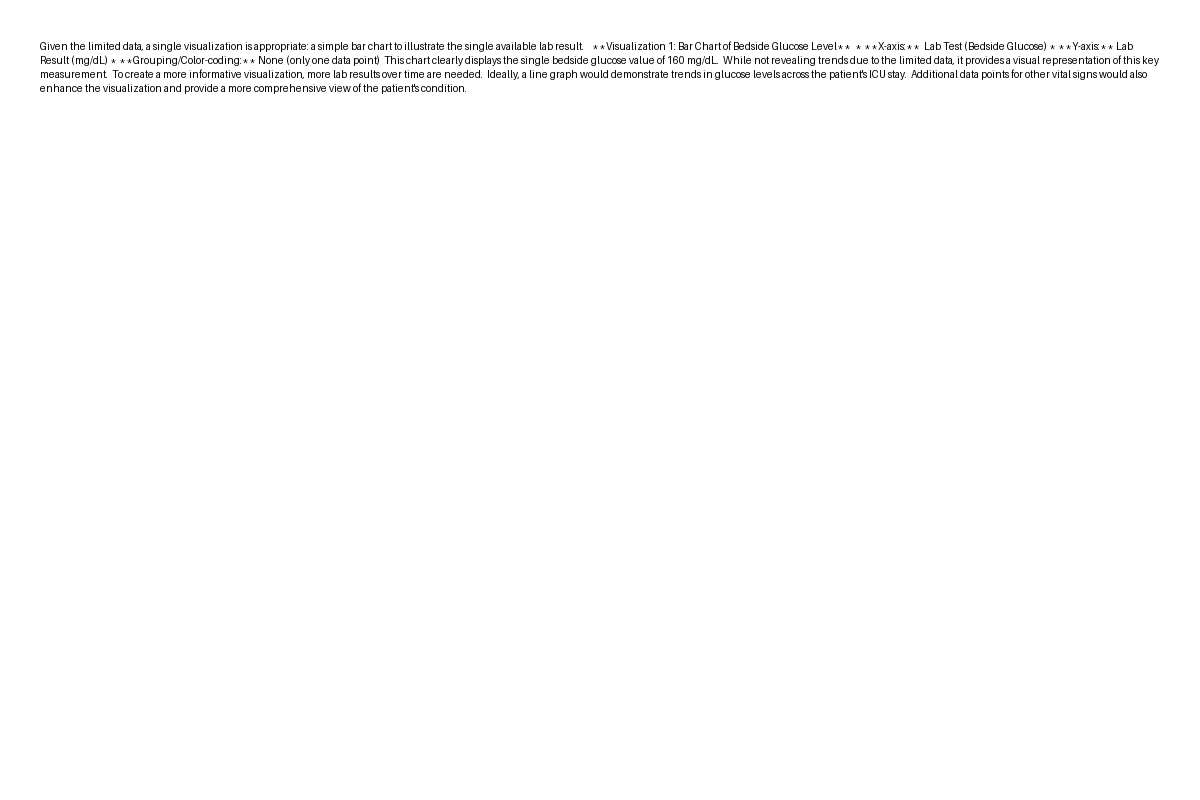 Given the limited data, a single visualization is appropriate: a simple bar chart to illustrate the single available lab result.   **Visualization 1: Bar Chart of Bedside Glucose Level**  * **X-axis:**  Lab Test (Bedside Glucose) * **Y-axis:** Lab
Result (mg/dL) * **Grouping/Color-coding:** None (only one data point)  This chart clearly displays the single bedside glucose value of 160 mg/dL.  While not revealing trends due to the limited data, it provides a visual representation of this key
measurement.  To create a more informative visualization, more lab results over time are needed.  Ideally, a line graph would demonstrate trends in glucose levels across the patient's ICU stay.  Additional data points for other vital signs would also
enhance the visualization and provide a more comprehensive view of the patient's condition.